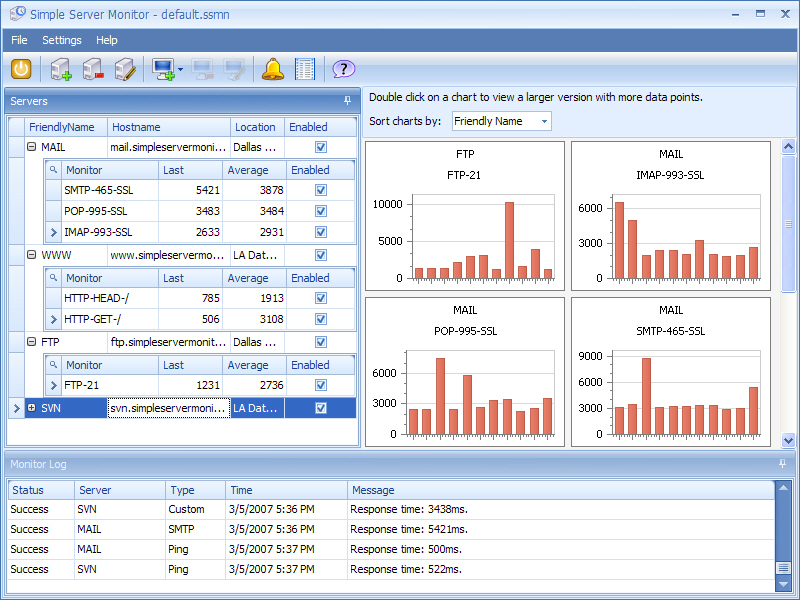 Simple Server Monitor - default.ssmn
File Settings Help
?
Servers
FriendlyName Hostname Location Enabled
MAIL mail.simpleservermoni... Dallas ...
Monitor Last Average Enabled
SMTP-465-SSL 5421 3878
POP-995-SSL 3483 3484
IMAP-993-SSL 2633 2931
WWW www.simpleservermo... LA Dat...
Monitor Last Average Enabled
HTTP-HEAD-/ 785 1913
HTTP-GET-/ 506 3108
FTP ftp.simpleservermonit... Dallas ...
Monitor Last Average Enabled
FTP-21 1231 2736
SVN svn.simpleservermoni... LA Dat...
Double click on a chart to view a larger version with more data points.
Sort charts by: Friendly Name
FTP
FTP-21
10000
5000
0
MAIL
IMAP-993-SSL
6000
3000
0
MAIL
POP-995-SSL
6000
3000
0
MAIL
SMTP-465-SSL
9000
6000
3000
0
Monitor Log
Status Server Type Time Message
Success SVN Custom 3/5/2007 5:36 PM Response time: 3438ms.
Success MAIL SMTP 3/5/2007 5:36 PM Response time: 5421ms.
Success MAIL Ping 3/5/2007 5:37 PM Response time: 500ms.
Success SVN Ping 3/5/2007 5:37 PM Response time: 522ms.